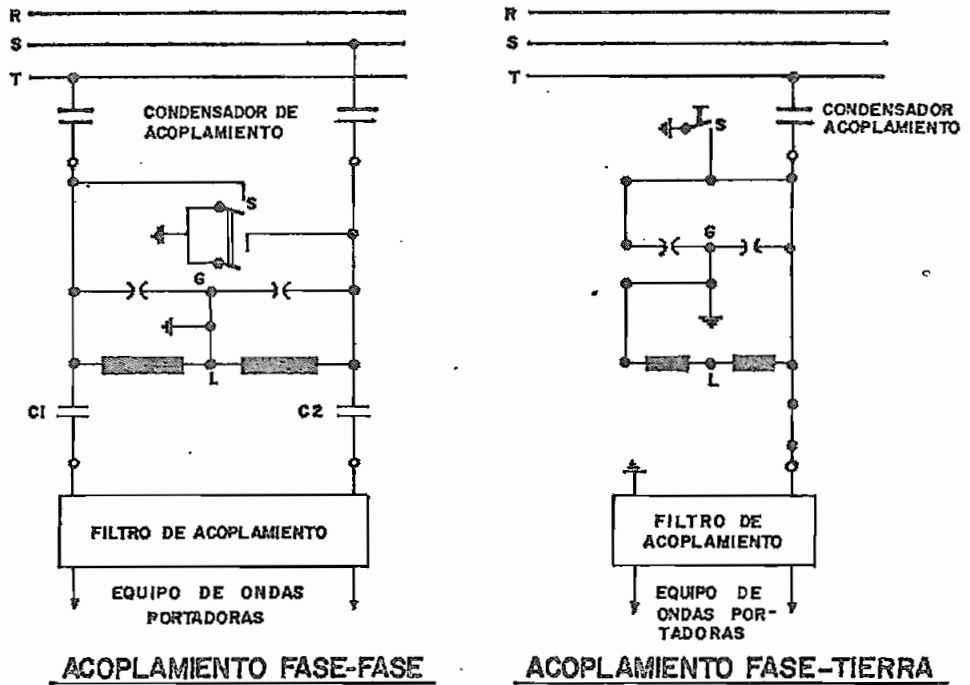 R
S
T
CONDENSADOR DE
ACOPLAMIENTO
S
G
L
C1
C2
FILTRO DE ACOPLAMIENTO
EQUIPO DE ONDAS
PORTADORAS
ACOPLAMIENTO FASE-FASE
R
S
T
CONDENSADOR
ACOPLAMIENTO
S
G
L
FILTRO DE
ACOPLAMIENTO
EQUIPO DE
ONDAS POR-
TADORAS
ACOPLAMIENTO FASE-TIERRA